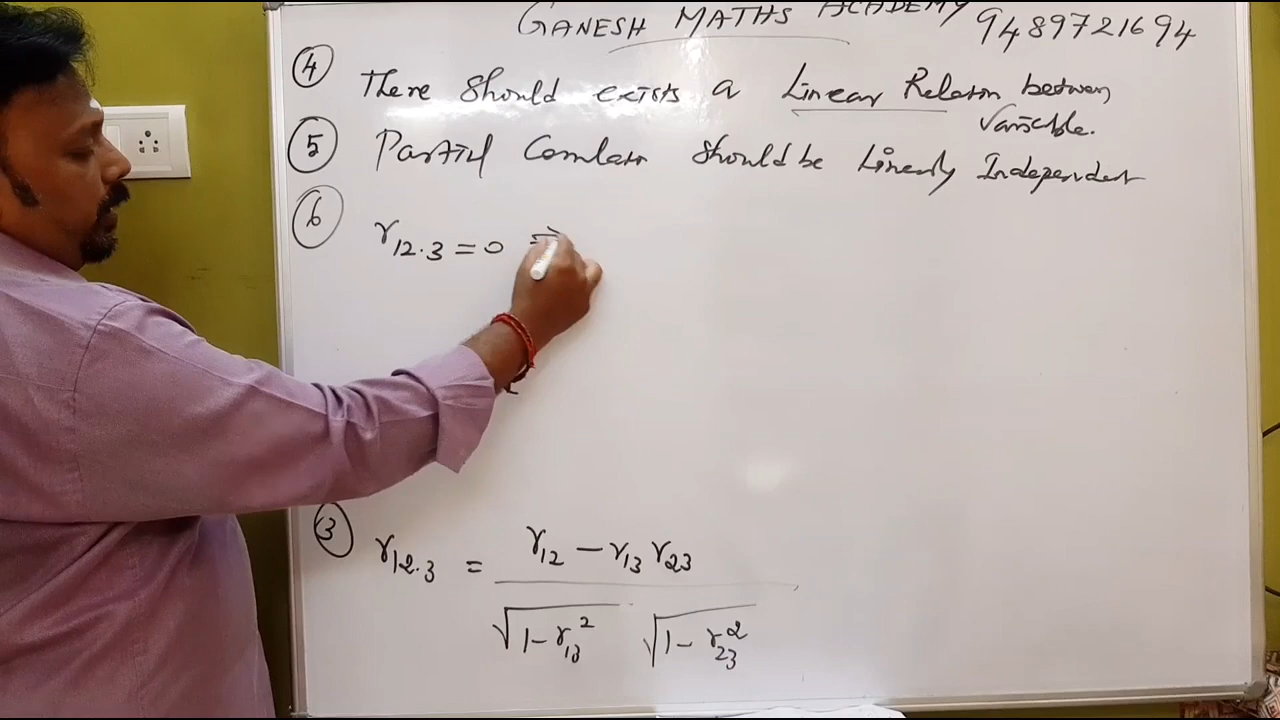 GANESH MATHS ACADEMY 9489721694
④ There Should exists a Linear Relation between
Variable.
⑤ Partial Correlation Should be Linearly Independent
⑥ r₁₂.₃ = 0 ⇒
③ r₁₂.₃ = (r₁₂ − r₁₃ r₂₃) / (√(1 − r₁₃²) √(1 − r₂₃²))